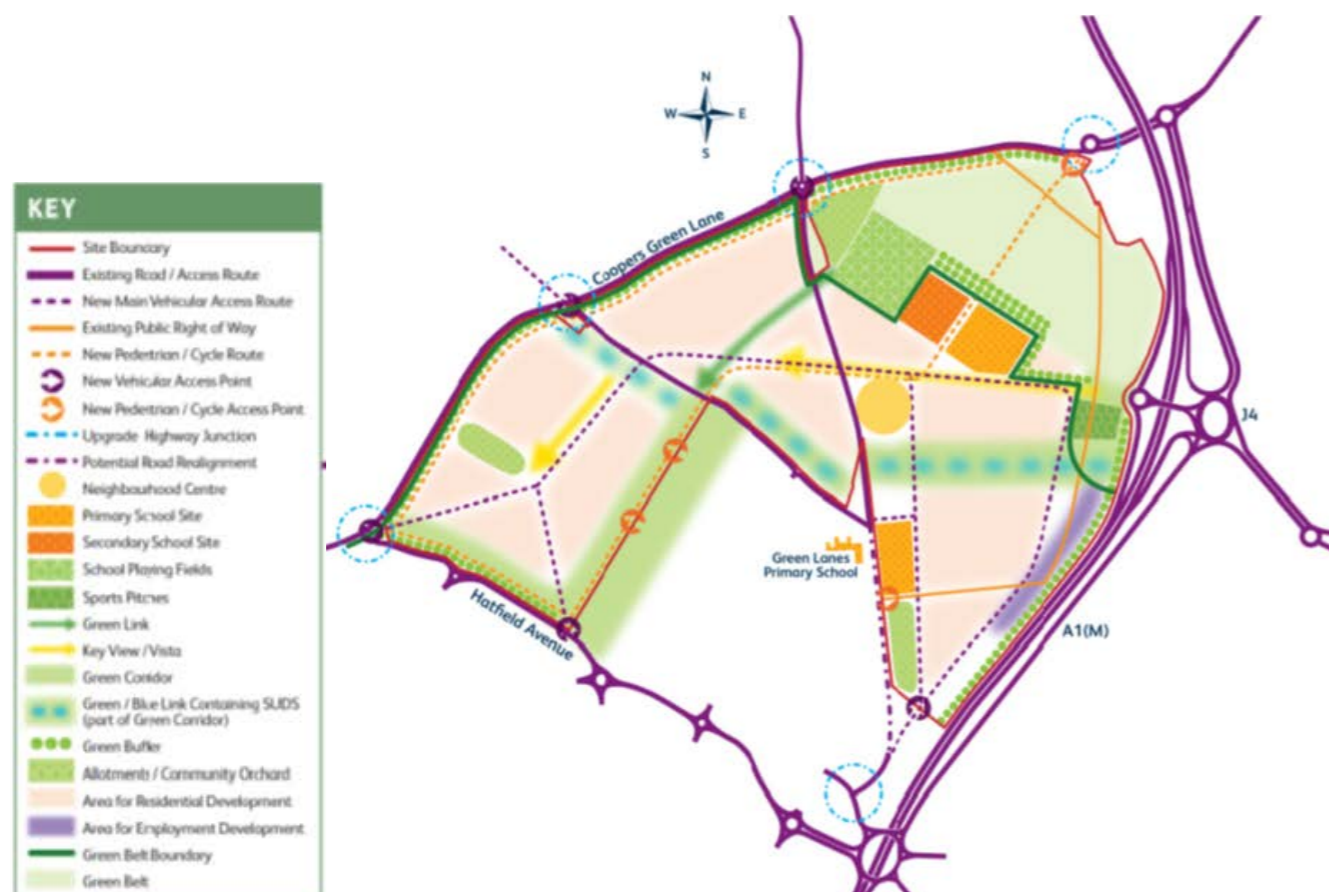 KEY
Site Boundary
Existing Road / Access Route
New Main Vehicular Access Route
Existing Public Right of Way
New Pedestrian / Cycle Route
New Vehicular Access Point
New Pedestrian / Cycle Access Point
Upgrade Highway Junction
Potential Road Realignment
Neighbourhood Centre
Primary School Site
Secondary School Site
School Playing Fields
Sports Pitches
Green Link
Key View / Vista
Green Corridor
Green / Blue Link Containing SUDS
(part of Green Corridor)
Green Buffer
Allotments / Community Orchard
Area for Residential Development
Area for Employment Development
Green Belt Boundary
Green Belt
N
W
E
S
Coopers Green Lane
J4
Green Lanes
Primary School
Hatfield Avenue
A1(M)